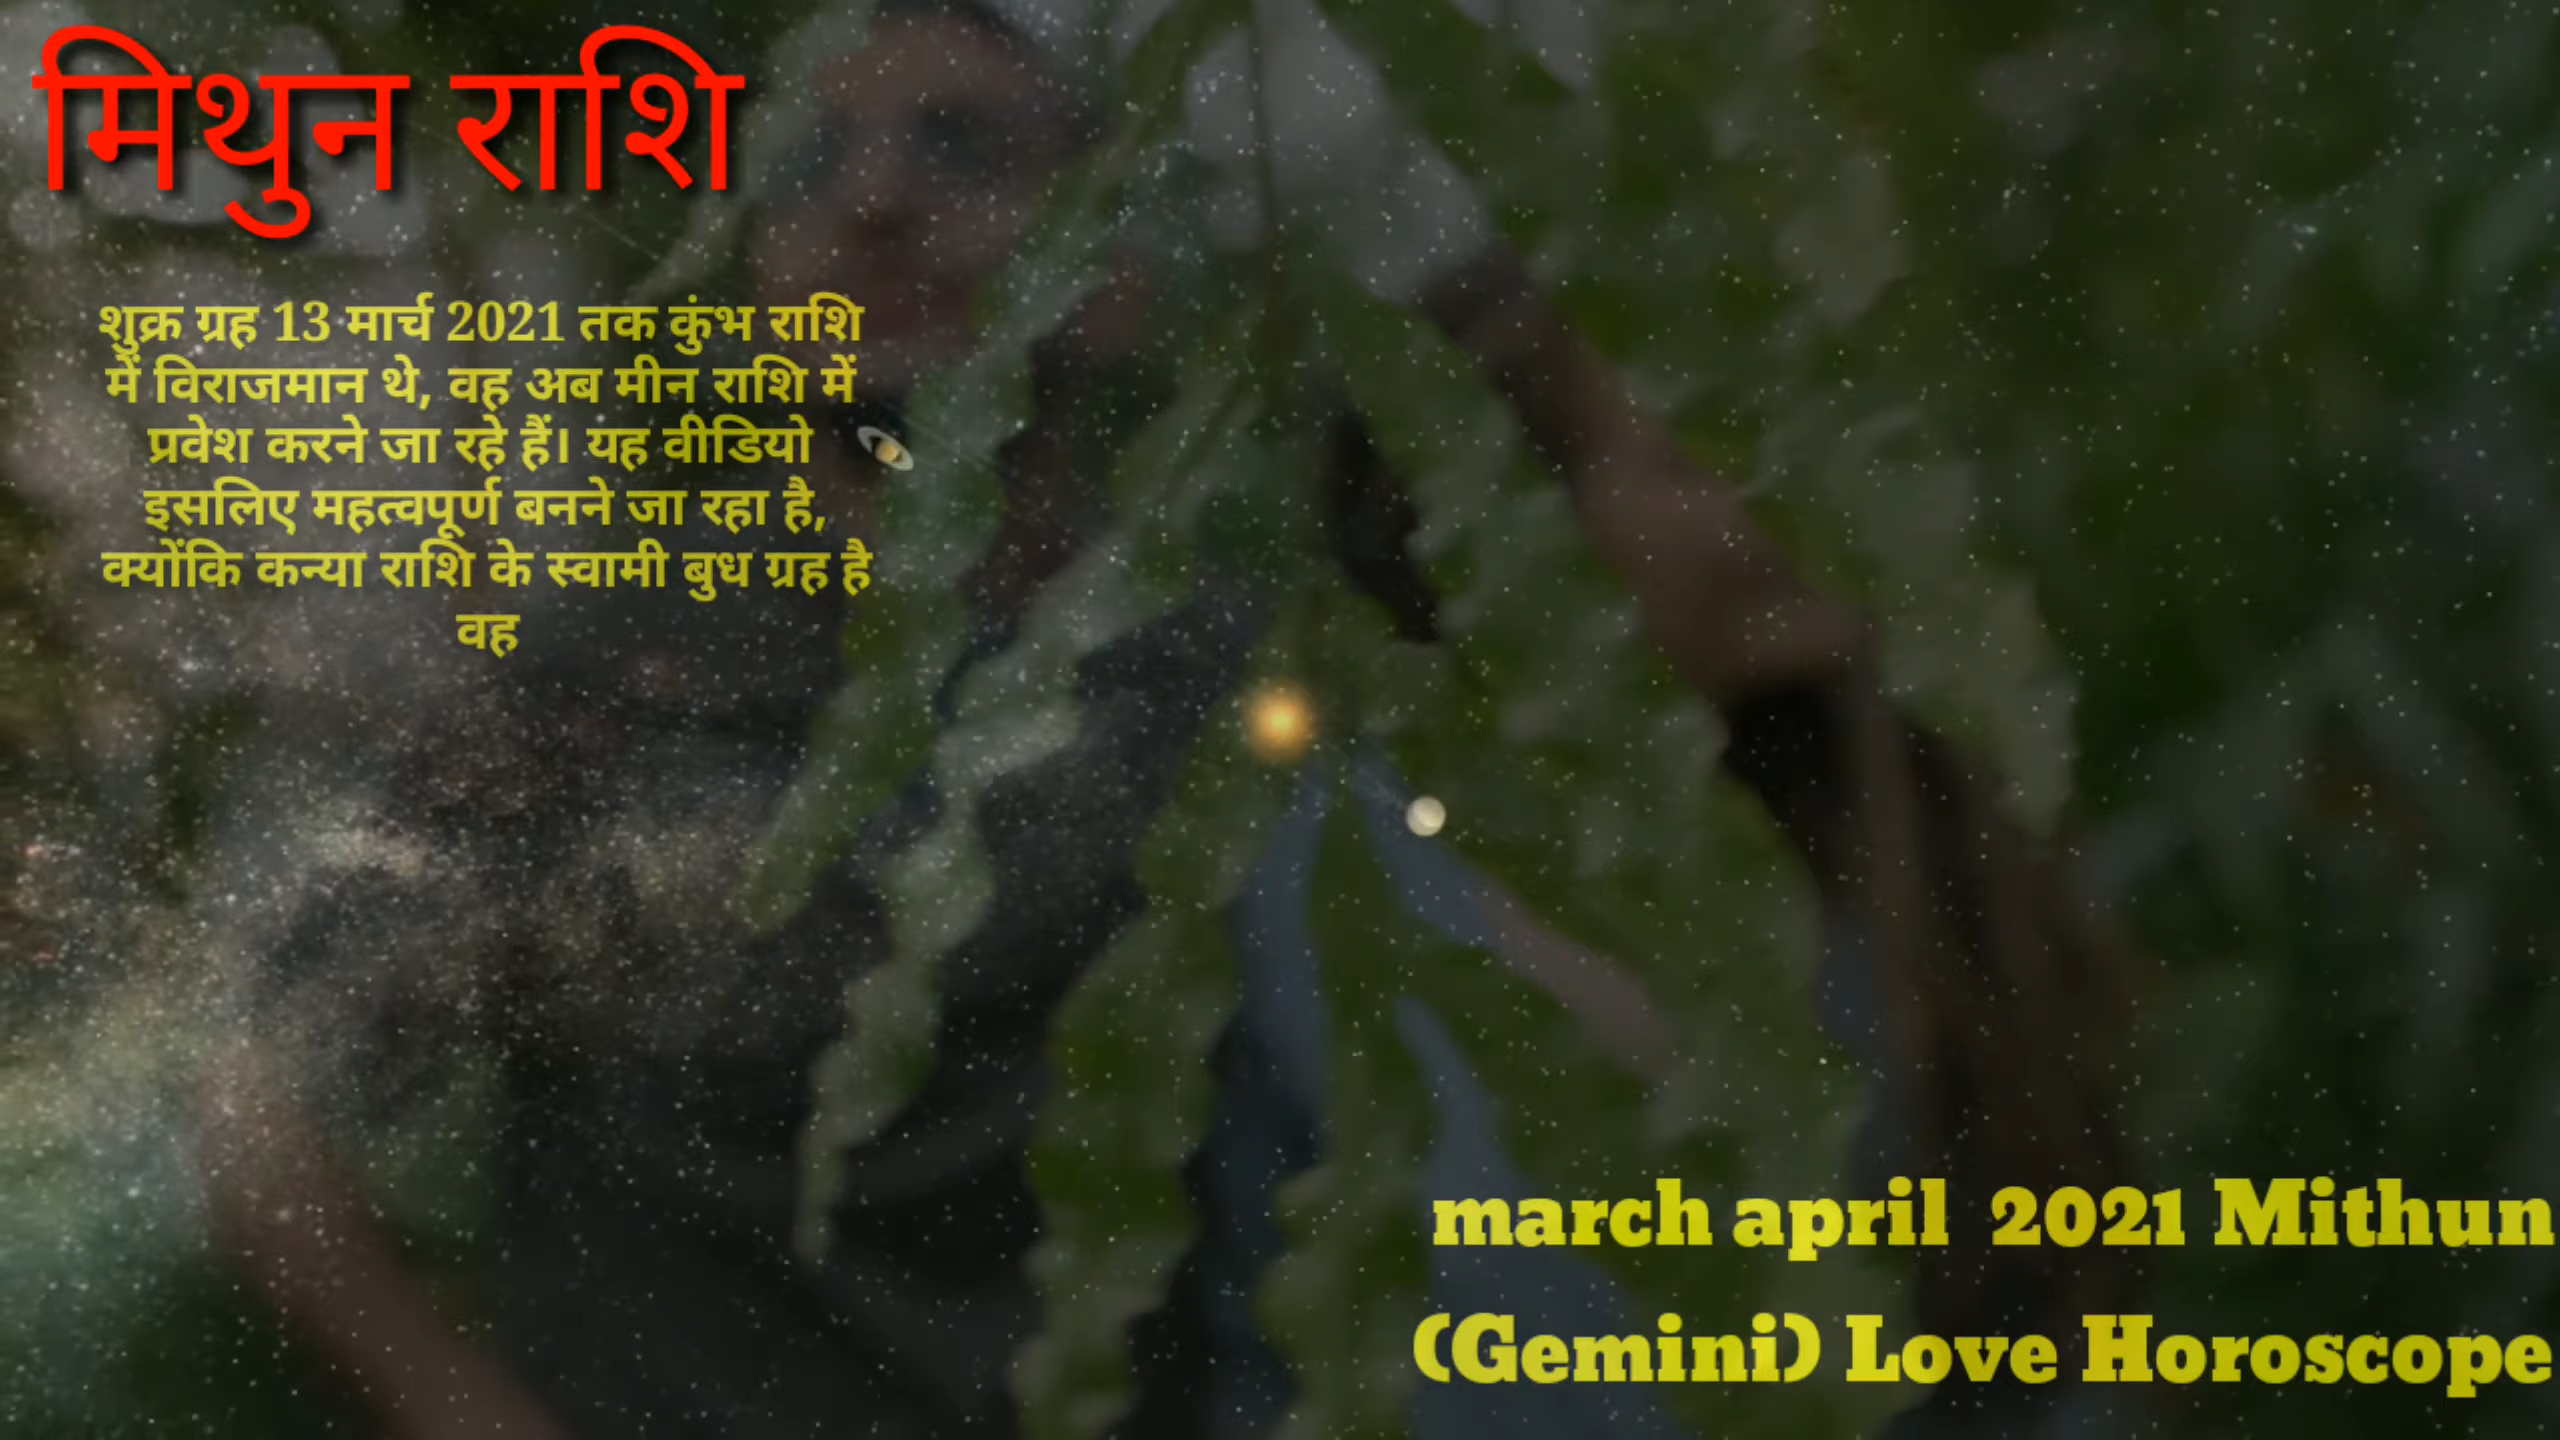 मिथुन राशि
शुक्र ग्रह 13 मार्च 2021 तक कुंभ राशि
में विराजमान थे, वह अब मीन राशि में
प्रवेश करने जा रहे हैं। यह वीडियो
इसलिए महत्वपूर्ण बनने जा रहा है,
क्योंकि कन्या राशि के स्वामी बुध ग्रह है
वह
march april 2021 Mithun
(Gemini) Love Horoscope